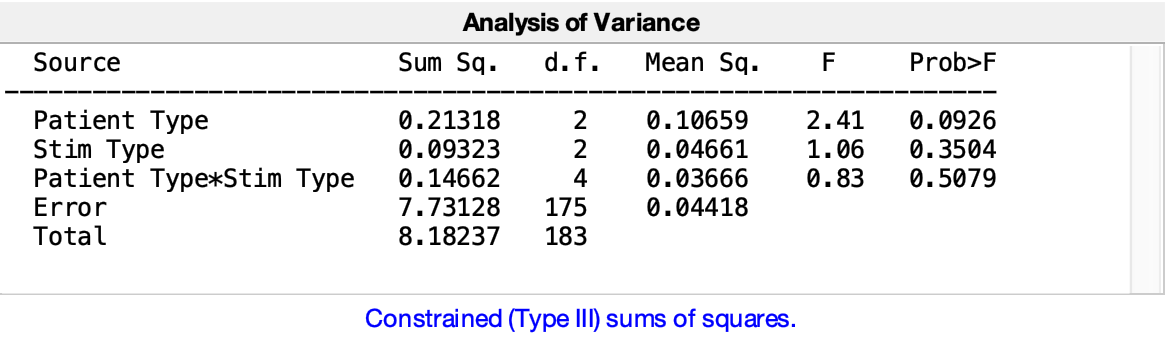 Analysis of Variance
Source Sum Sq. d.f. Mean Sq. F Prob>F
Patient Type 0.21318 2 0.10659 2.41 0.0926
Stim Type 0.09323 2 0.04661 1.06 0.3504
Patient Type*Stim Type 0.14662 4 0.03666 0.83 0.5079
Error 7.73128 175 0.04418
Total 8.18237 183
Constrained (Type III) sums of squares.